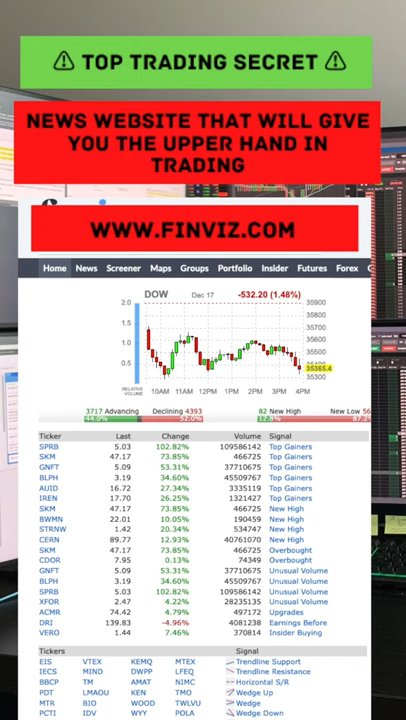 ⚠ TOP TRADING SECRET ⚠
NEWS WEBSITE THAT WILL GIVE
YOU THE UPPER HAND IN
TRADING
WWW.FINVIZ.COM
Home News Screener Maps Groups Portfolio Insider Futures Forex
DOW Dec 17 -532.20 (1.48%)
2.0 35900
35800
1.5 35700
35600
1.0 35500
35400
0.5 35365.4
35300
RELATIVE
VOLUME
10AM 11AM 12PM 1PM 2PM 3PM 4PM
3717 Advancing Declining 4393 82 New High New Low 56
44.0% 52.0% 12.8% 87.2%
Ticker Last Change Volume Signal
SPRB 5.03 102.82% 109586142 Top Gainers
SKM 47.17 73.85% 466725 Top Gainers
GNFT 5.09 53.31% 37710675 Top Gainers
BLPH 3.19 34.60% 45509767 Top Gainers
AUID 16.72 27.34% 3335119 Top Gainers
IREN 17.70 26.25% 1321427 Top Gainers
SKM 47.17 73.85% 466725 New High
BWMN 22.01 10.05% 190459 New High
STRNW 1.42 20.34% 534747 New High
CERN 89.77 12.93% 40761070 New High
SKM 47.17 73.85% 466725 Overbought
CDOR 7.95 0.13% 74349 Overbought
GNFT 5.09 53.31% 37710675 Unusual Volume
BLPH 3.19 34.60% 45509767 Unusual Volume
SPRB 5.03 102.82% 109586142 Unusual Volume
XFOR 2.47 4.22% 28235135 Unusual Volume
ACMR 74.42 4.79% 497172 Upgrades
DRI 139.83 -4.96% 4081238 Earnings Before
VERO 1.44 7.46% 370814 Insider Buying
Tickers Signal
EIS VTEX KEMQ MTEX Trendline Support
IECS MIND DWPP LFEQ Trendline Resistance
BBCP TM AMAT NIMC Horizontal S/R
PDT LMAOU KEN TMO Wedge Up
MTR BIO WOOD TWLVU Wedge
PCTI IDV WYY POLA Wedge Down